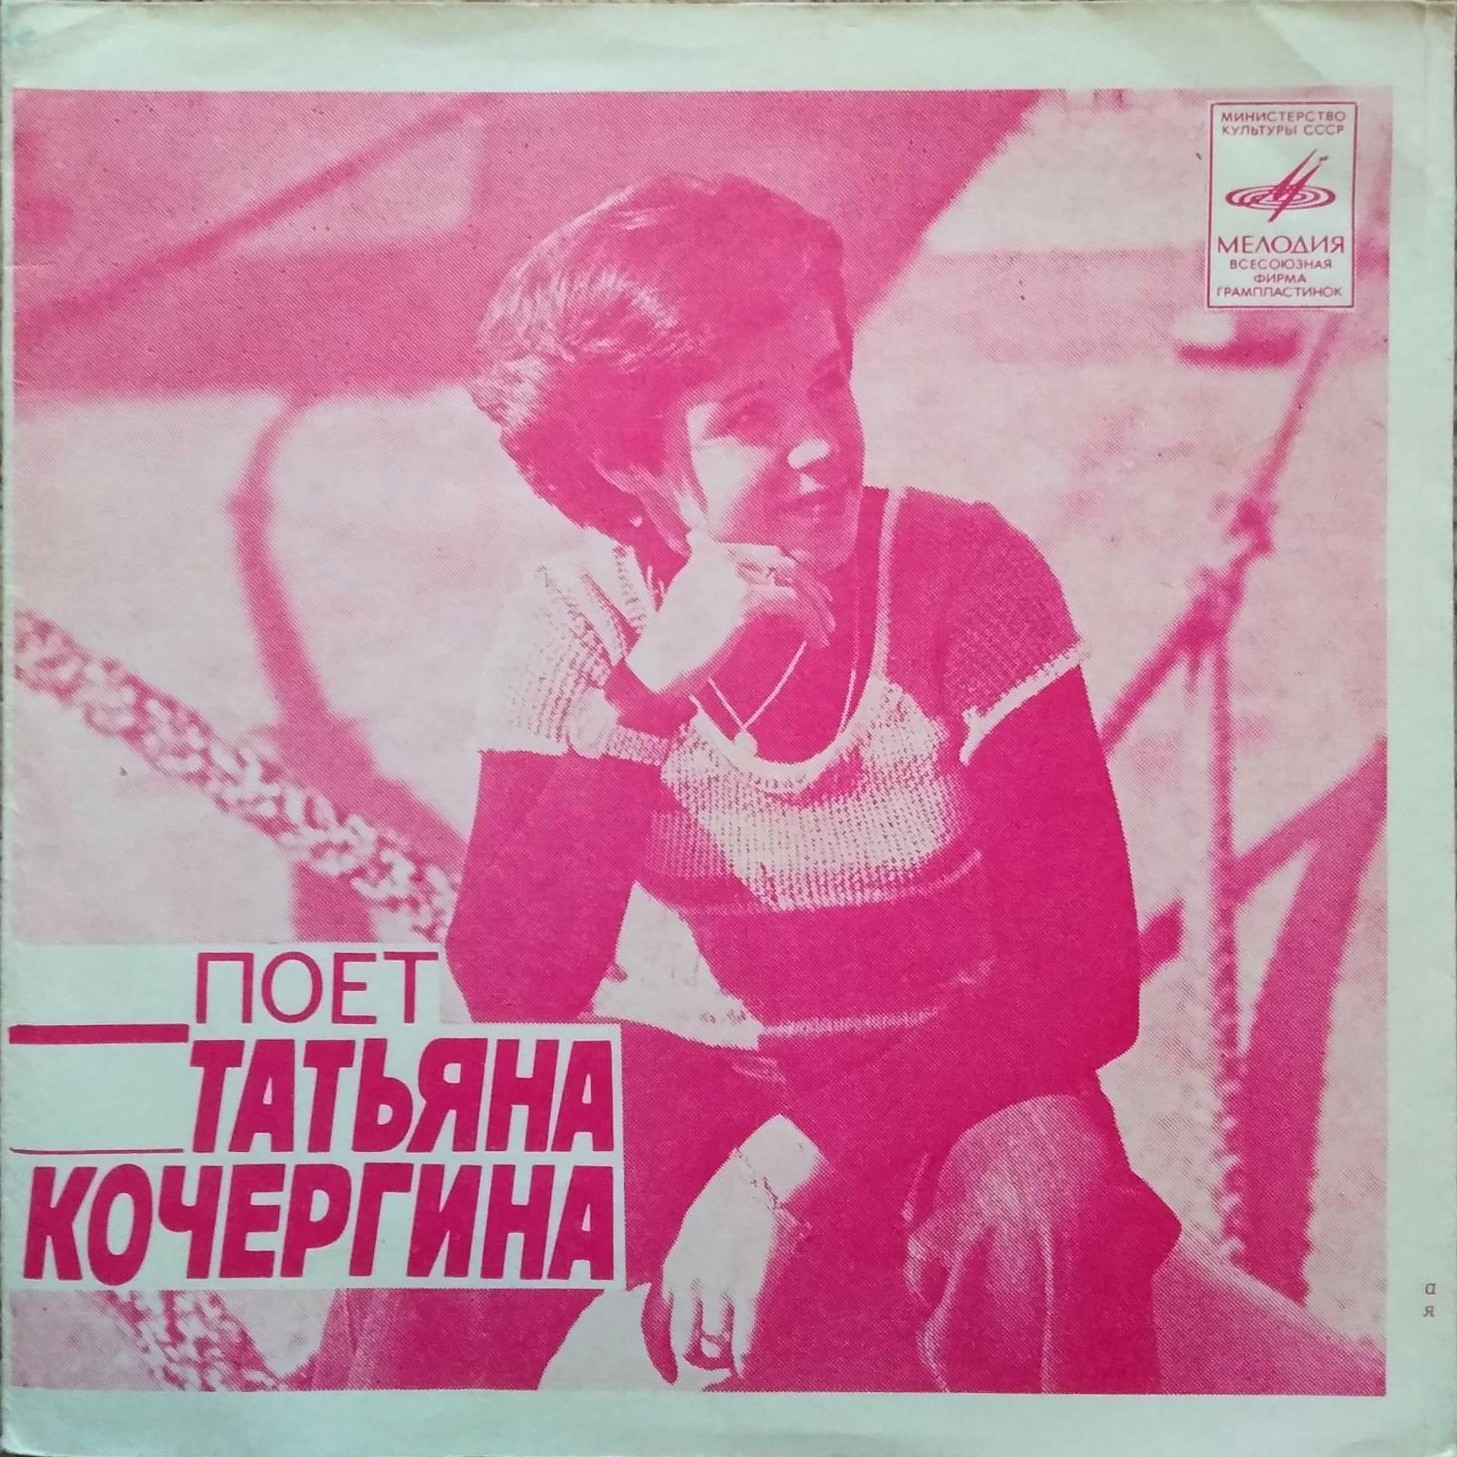 МИНИСТЕРСТВО
КУЛЬТУРЫ СССР
МЕЛОДИЯ
ВСЕСОЮЗНАЯ
ФИРМА
ГРАМПЛАСТИНОК
ПОЕТ
ТАТЬЯНА
КОЧЕРГИНА
а
я